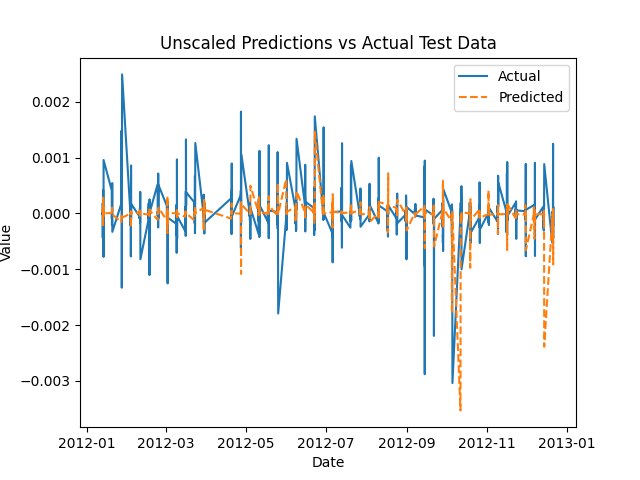 Unscaled Predictions vs Actual Test Data
Actual
Predicted
0.002
0.001
0.000
−0.001
−0.002
−0.003
Value
2012-01 2012-03 2012-05 2012-07 2012-09 2012-11 2013-01
Date